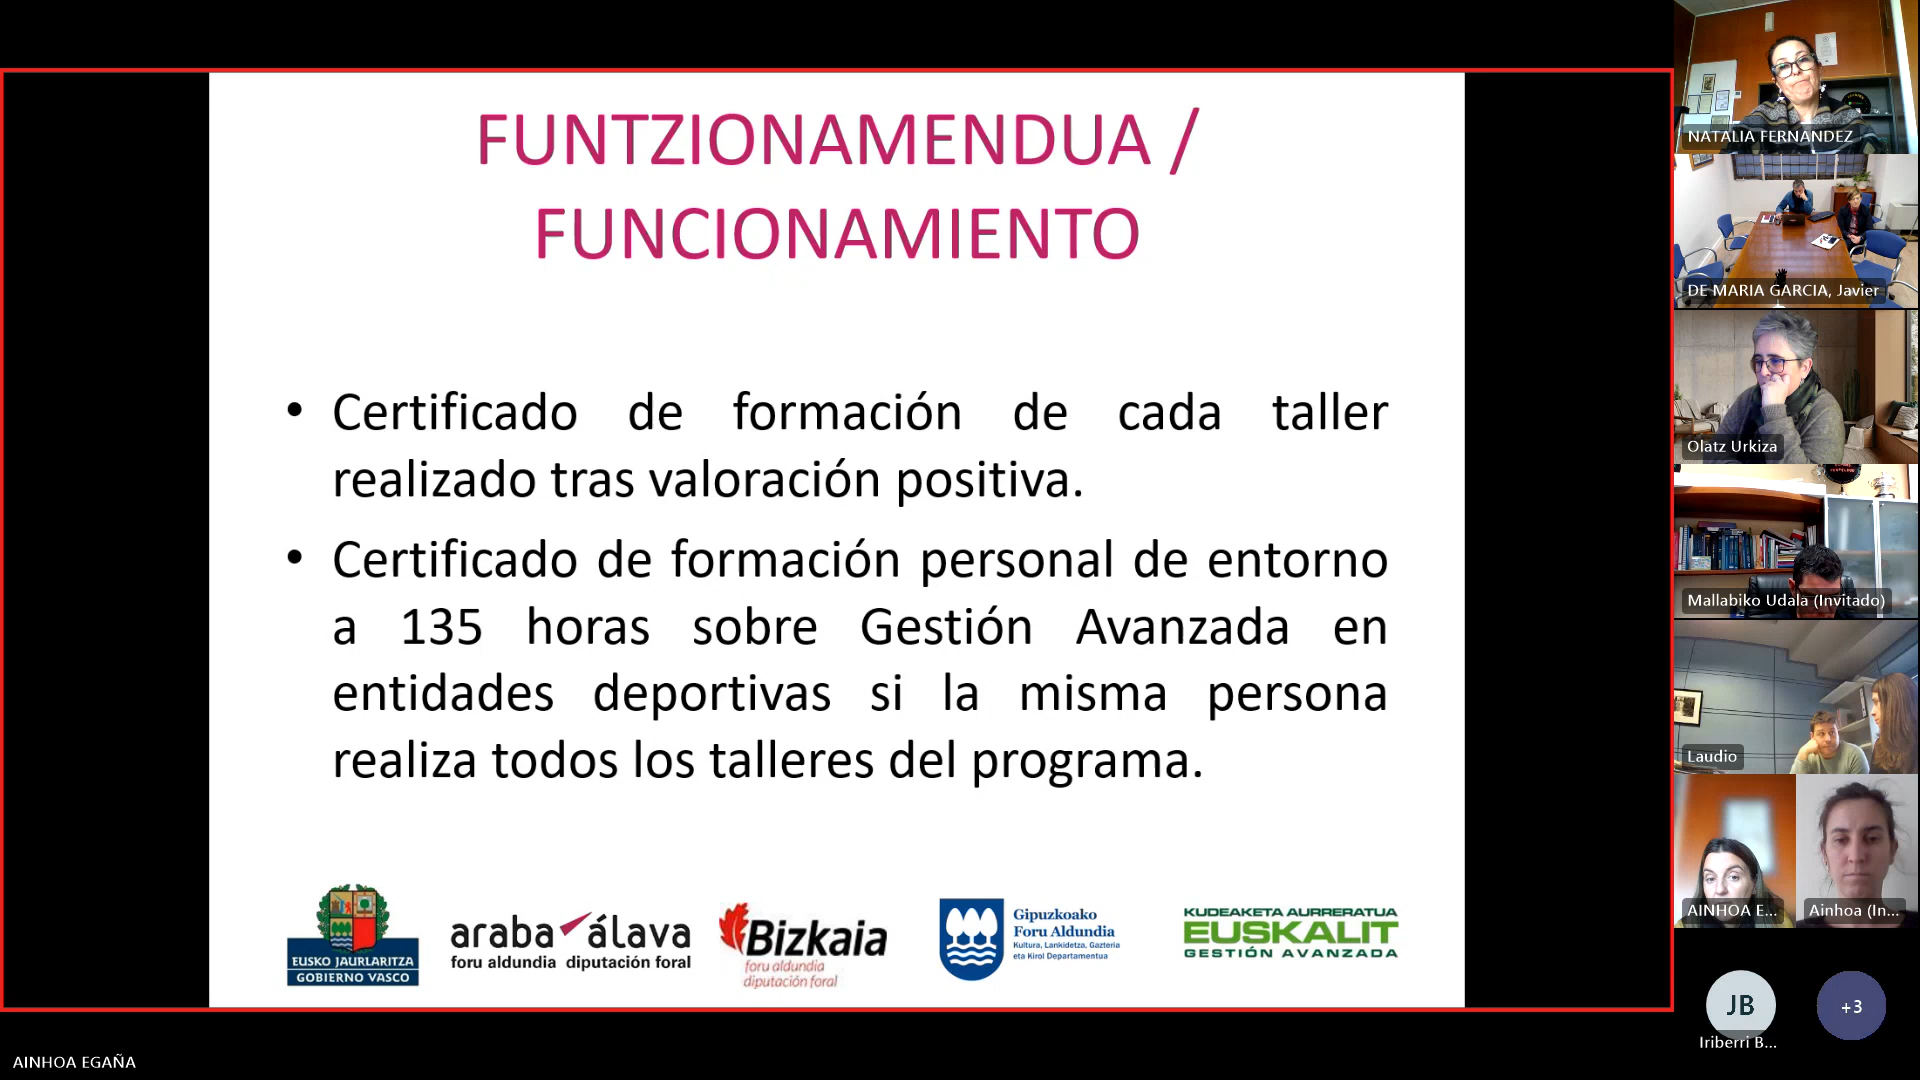 FUNTZIONAMENDUA /
FUNCIONAMIENTO
• Certificado de formación de cada taller
realizado tras valoración positiva.
• Certificado de formación personal de entorno
a 135 horas sobre Gestión Avanzada en
entidades deportivas si la misma persona
realiza todos los talleres del programa.
EUSKO JAURLARITZA
GOBIERNO VASCO
araba álava
foru aldundia diputación foral
Bizkaia
foru aldundia
diputación foral
Gipuzkoako
Foru Aldundia
Kultura, Lankidetza, Gazteria
eta Kirol Departamentua
KUDEAKETA AURRERATUA
EUSKALIT
GESTIÓN AVANZADA
AINHOA EGAÑA
NATALIA FERNANDEZ
DE MARIA GARCIA, Javier
Olatz Urkiza
Mallabiko Udala (Invitado)
Laudio
AINHOA E...
Ainhoa (In...
JB
Iriberri B...
+3